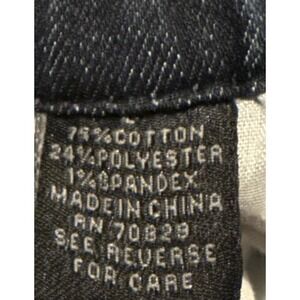 75% COTTON
24% POLYESTER
1% SPANDEX
MADE IN CHINA
RN 70829
SEE REVERSE
FOR CARE